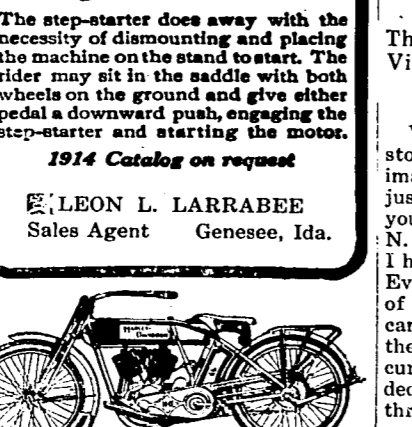 The step-starter does away with the
necessity of dismounting and placing
the machine on the stand to start. The
rider may sit in the saddle with both
wheels on the ground and give either
pedal a downward push, engaging the
step-starter and starting the motor.
1914 Catalog on request
LEON L. LARRABEE
Sales Agent Genesee, Ida.
HARLEY-
DAVIDSON
Th
Vi
sto
ima
jus
you
N.
I h
Ev
of
car
the
cur
dec
thr